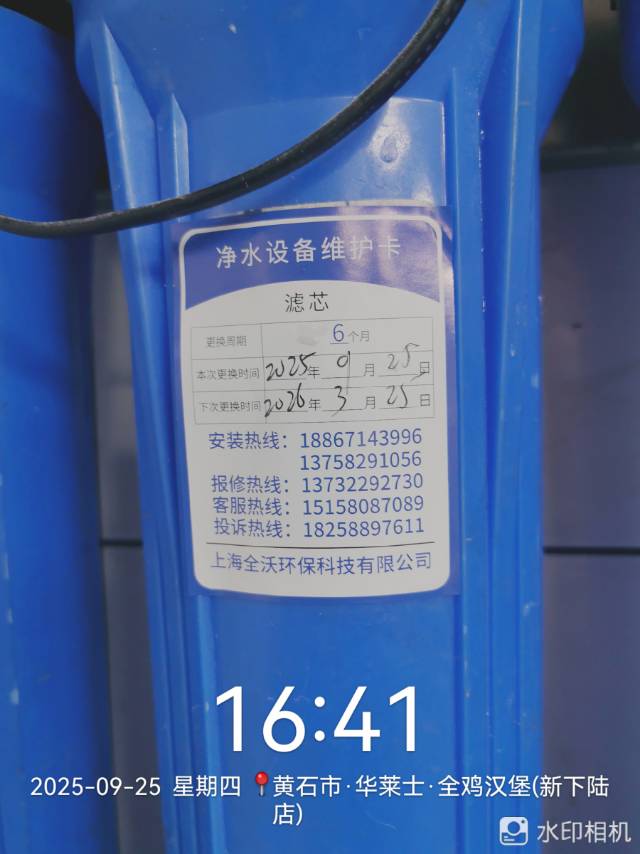 净水设备维护卡
滤芯
更换周期 6个月
本次更换时间 2025年 9月 25日
下次更换时间 2026年 3月 25日
安装热线：18867143996
13758291056
报修热线：13732292730
客服热线：15158087089
投诉热线：18258897611
上海全沃环保科技有限公司
16:41
2025-09-25 星期四 黄石市·华莱士·全鸡汉堡(新下陆
店)
水印相机